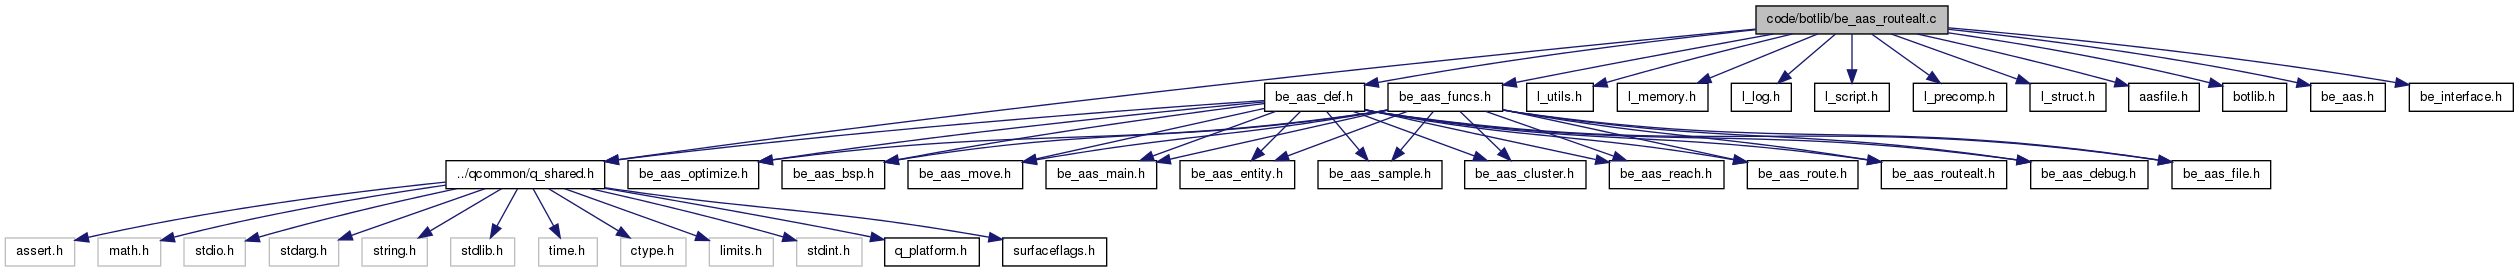 code/botlib/be_aas_routealt.c
be_aas_def.h
be_aas_funcs.h
l_utils.h
l_memory.h
l_log.h
l_script.h
l_precomp.h
l_struct.h
aasfile.h
botlib.h
be_aas.h
be_interface.h
../qcommon/q_shared.h
be_aas_optimize.h
be_aas_bsp.h
be_aas_move.h
be_aas_main.h
be_aas_entity.h
be_aas_sample.h
be_aas_cluster.h
be_aas_reach.h
be_aas_route.h
be_aas_routealt.h
be_aas_debug.h
be_aas_file.h
assert.h
math.h
stdio.h
stdarg.h
string.h
stdlib.h
time.h
ctype.h
limits.h
stdint.h
q_platform.h
surfaceflags.h